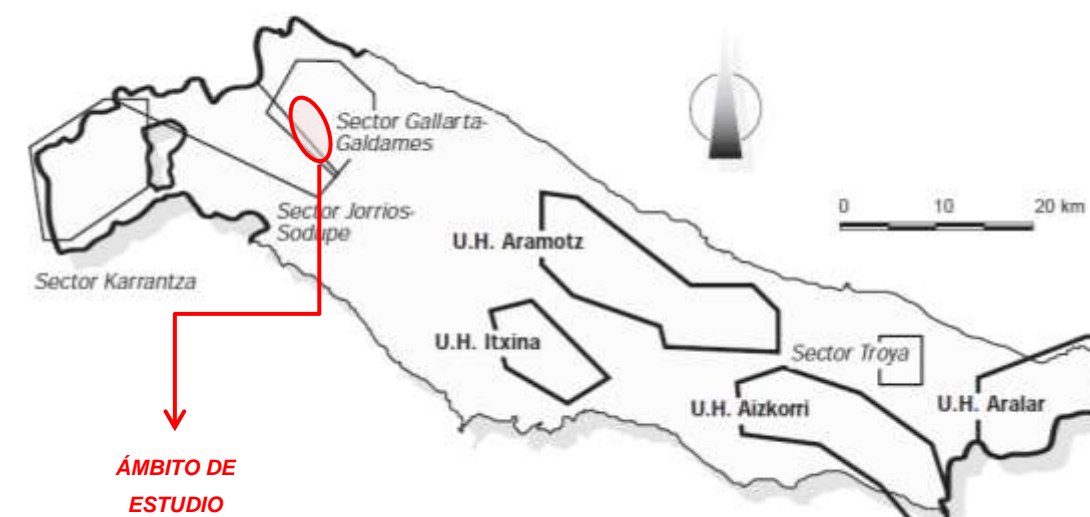 Sector Gallarta-
Galdames
Sector Jorrios-
Sodupe
0 10 20 km
U.H. Aramotz
Sector Karrantza
U.H. Itxina
Sector Troya
U.H. Aizkorri
U.H. Aralar
ÁMBITO DE
ESTUDIO